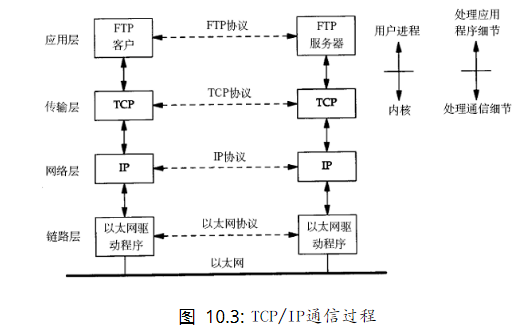 应用层
FTP
客户
FTP协议
FTP
服务器
用户进程
处理应用
程序细节
传输层
TCP
TCP协议
TCP
内核
处理通信细节
网络层
IP
IP协议
IP
链路层
以太网驱
动程序
以太网协议
以太网驱
动程序
以太网
图 10.3: TCP/IP通信过程